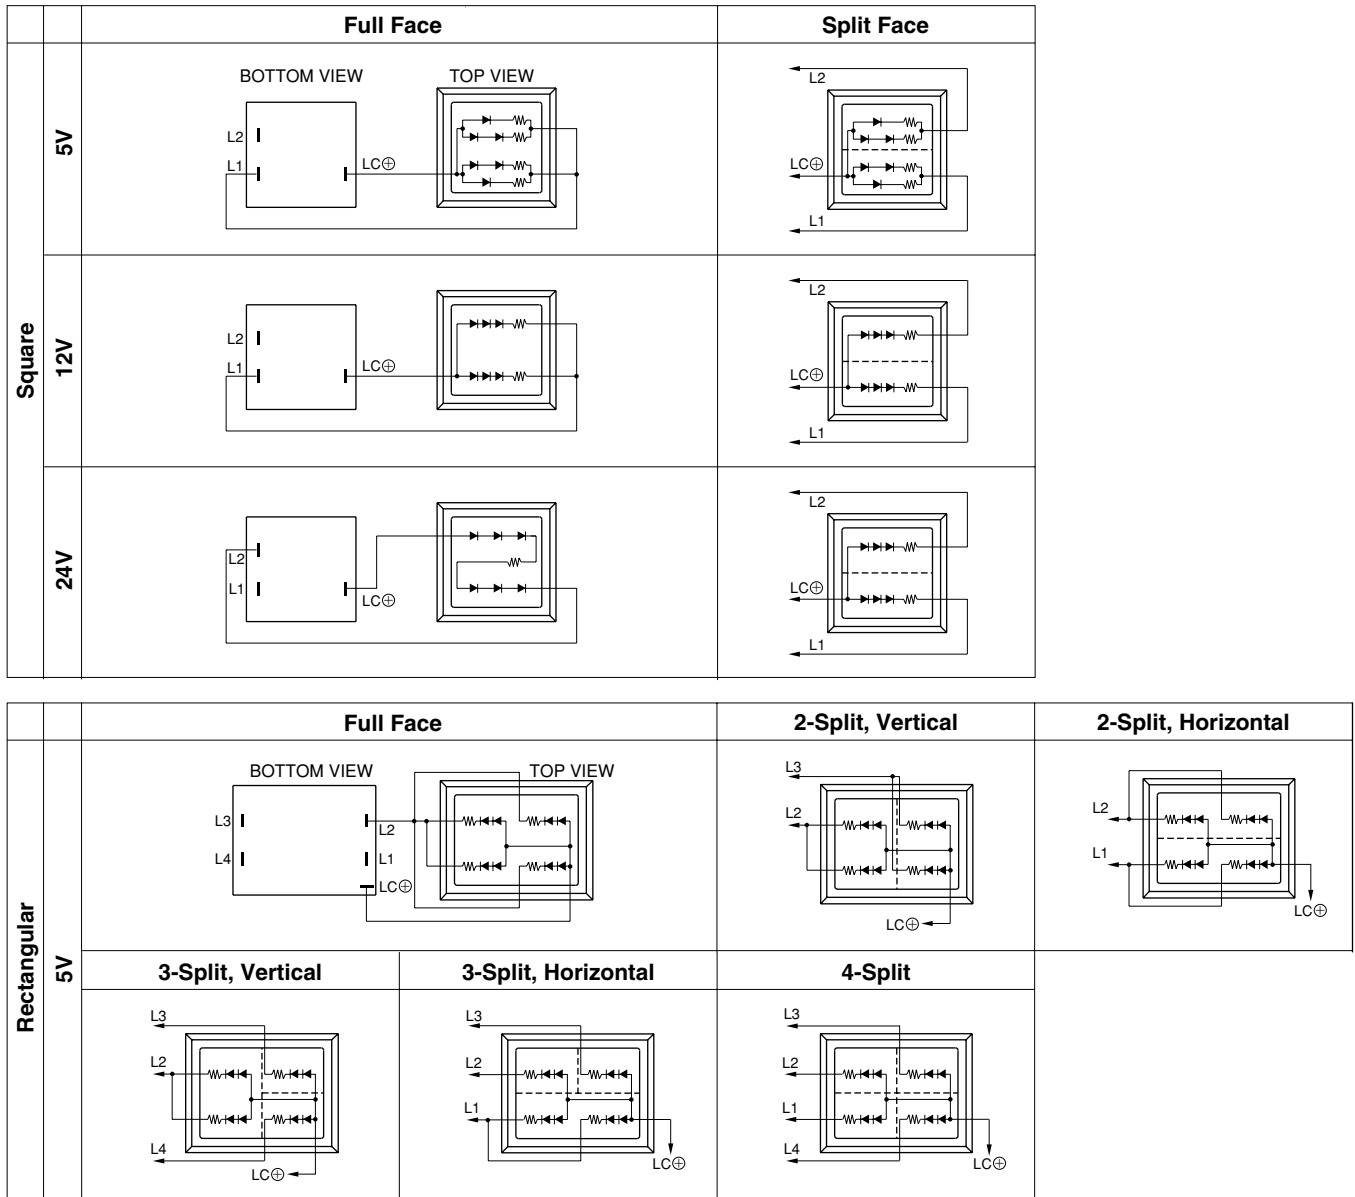 Full Face
Split Face
Square
5V
BOTTOM VIEW
TOP VIEW
L2
L1
LC⊕
L2
LC⊕
L1
12V
L2
L1
LC⊕
L2
LC⊕
L1
24V
L2
L1
LC⊕
L2
LC⊕
L1
Full Face
2-Split, Vertical
2-Split, Horizontal
Rectangular
5V
BOTTOM VIEW
TOP VIEW
L3
L2
L4
L1
LC⊕
L3
L2
LC⊕
L2
L1
LC⊕
3-Split, Vertical
3-Split, Horizontal
4-Split
L3
L2
L4
LC⊕
L3
L2
L1
LC⊕
L3
L2
L1
L4
LC⊕